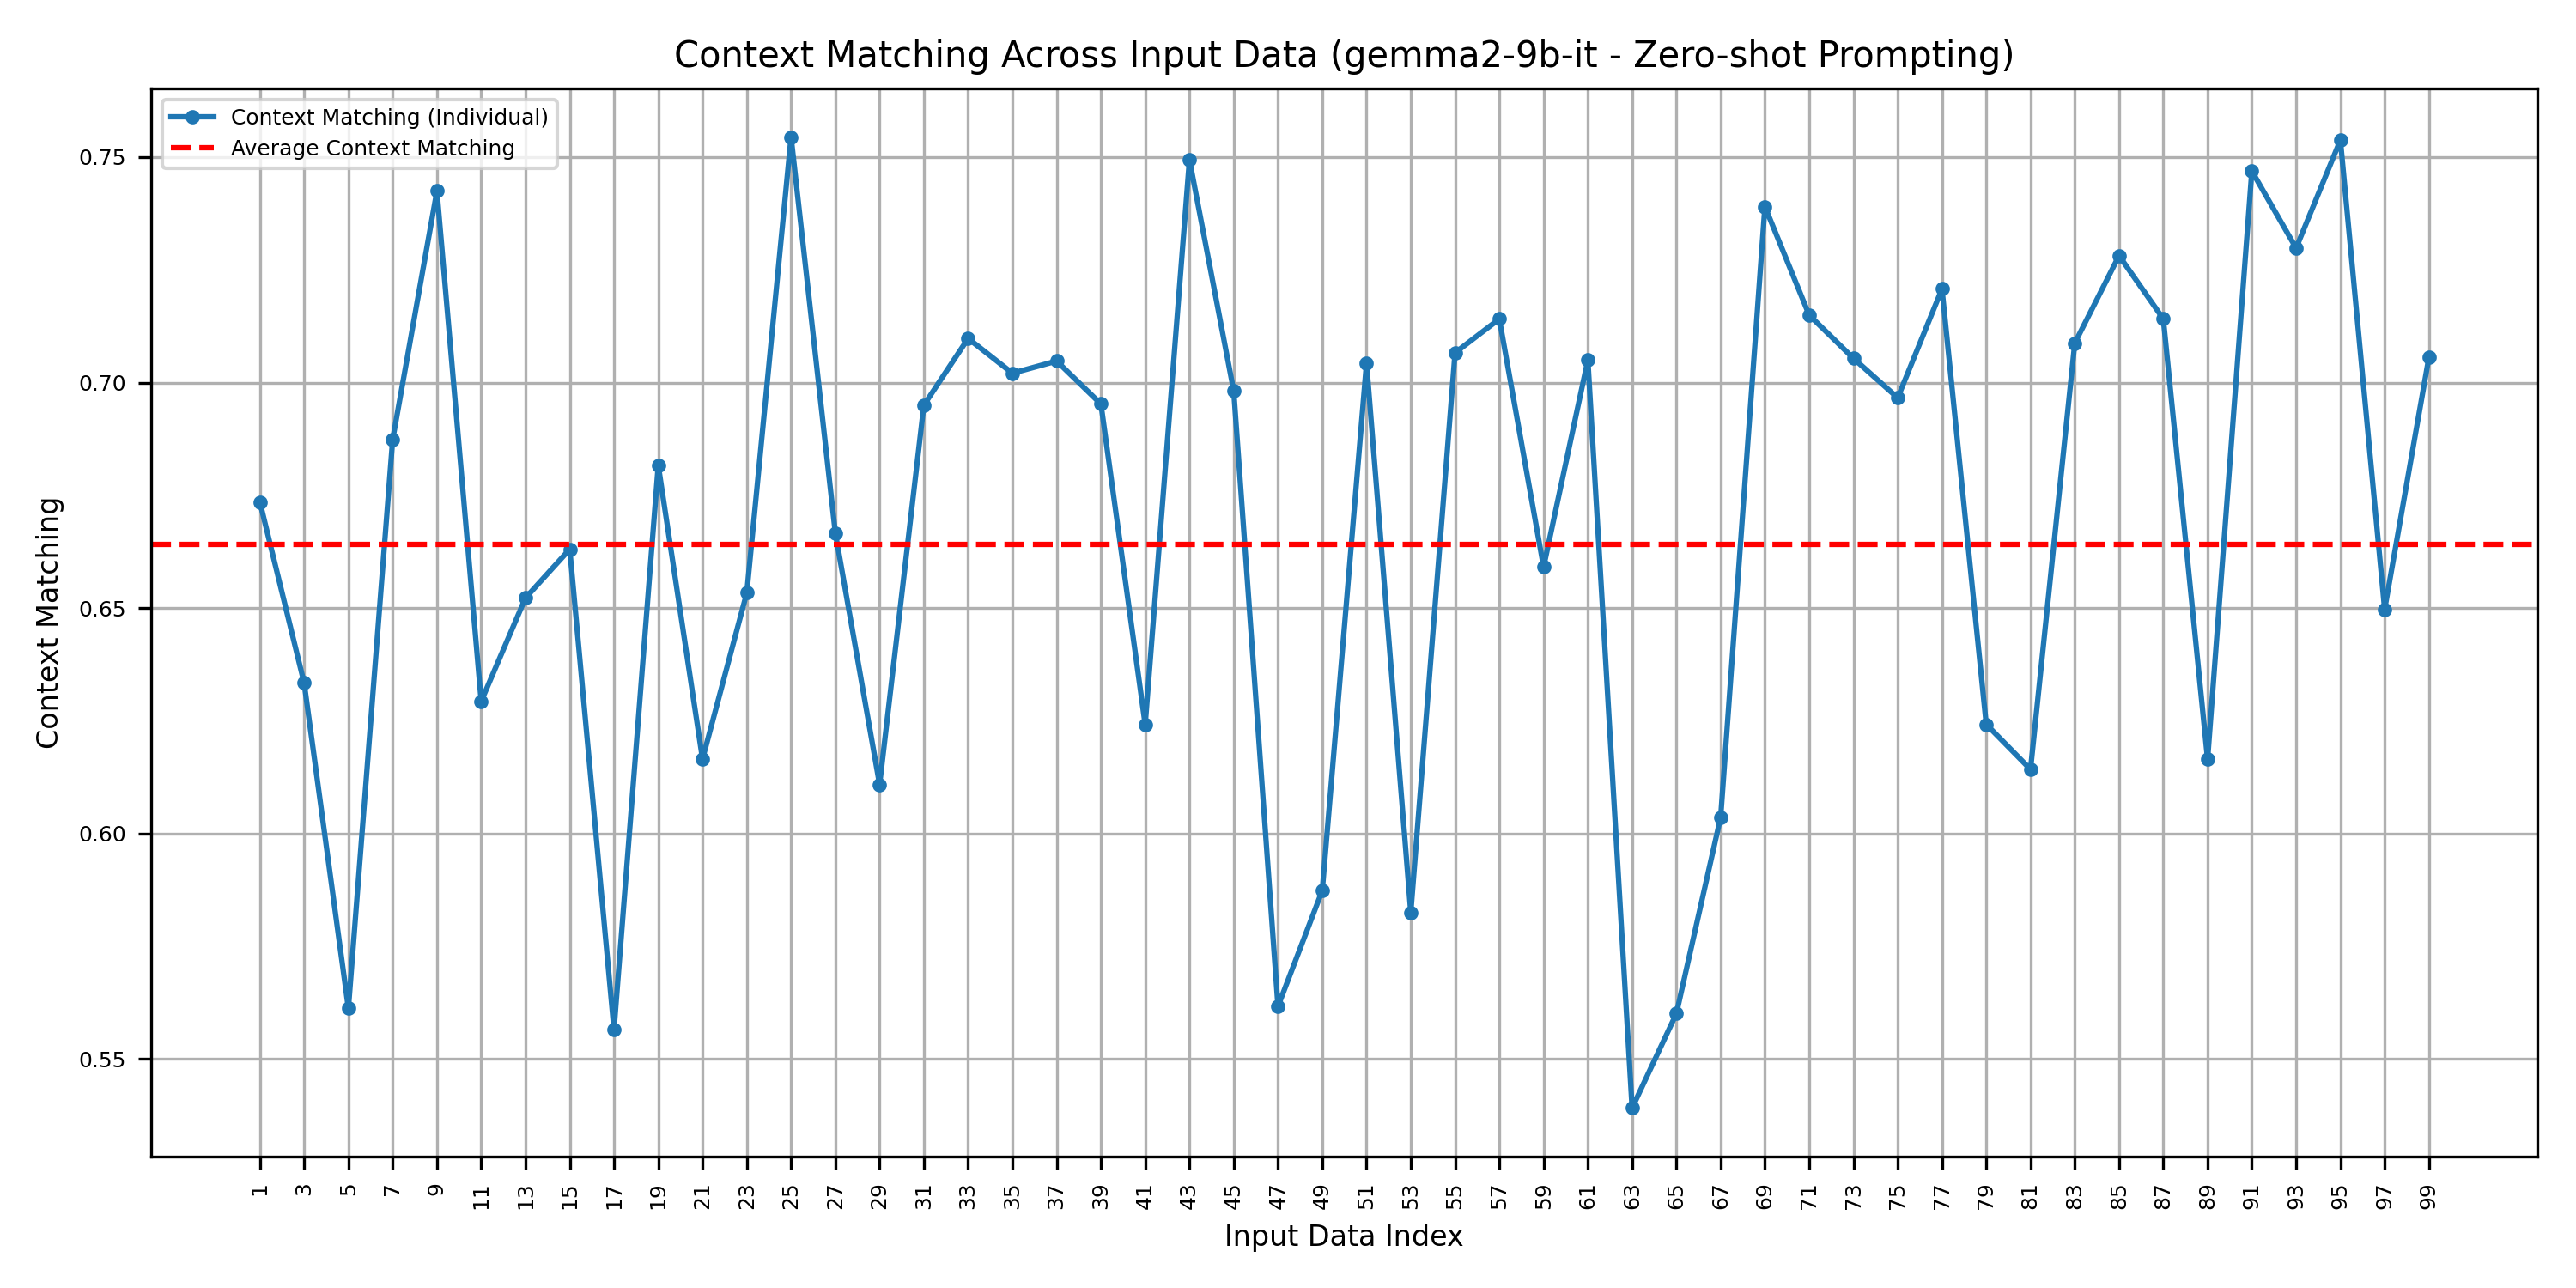 Context Matching Across Input Data (gemma2-9b-it - Zero-shot Prompting)
Context Matching (Individual)
Average Context Matching
Context Matching
0.75
0.70
0.65
0.60
0.55
1 3 5 7 9 11 13 15 17 19 21 23 25 27 29 31 33 35 37 39 41 43 45 47 49 51 53 55 57 59 61 63 65 67 69 71 73 75 77 79 81 83 85 87 89 91 93 95 97 99
Input Data Index